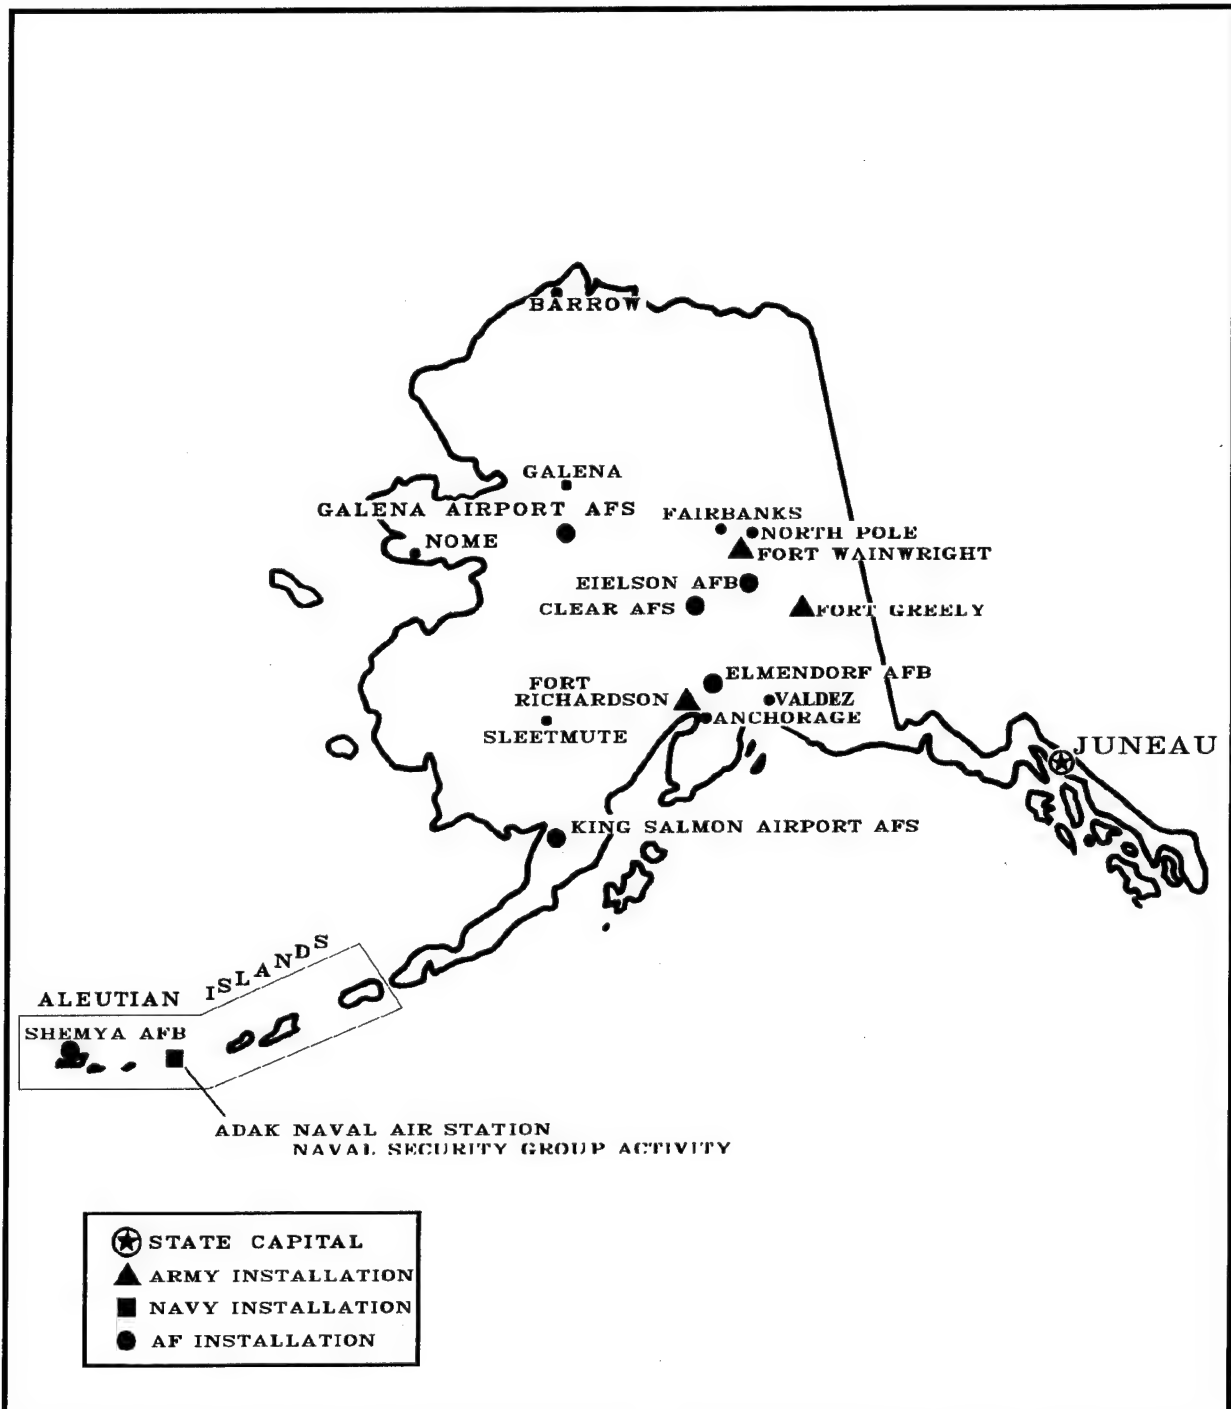 BARROW
GALENA
GALENA AIRPORT AFS
FAIRBANKS
NORTH POLE
NOME
FORT WAINWRIGHT
EIELSON AFB
CLEAR AFS
FORT GREELY
ELMENDORF AFB
FORT
RICHARDSON
VALDEZ
ANCHORAGE
SLEETMUTE
JUNEAU
KING SALMON AIRPORT AFS
ALEUTIAN ISLANDS
SHEMYA AFB
ADAK NAVAL AIR STATION
NAVAL SECURITY GROUP ACTIVITY
STATE CAPITAL
ARMY INSTALLATION
NAVY INSTALLATION
AF INSTALLATION